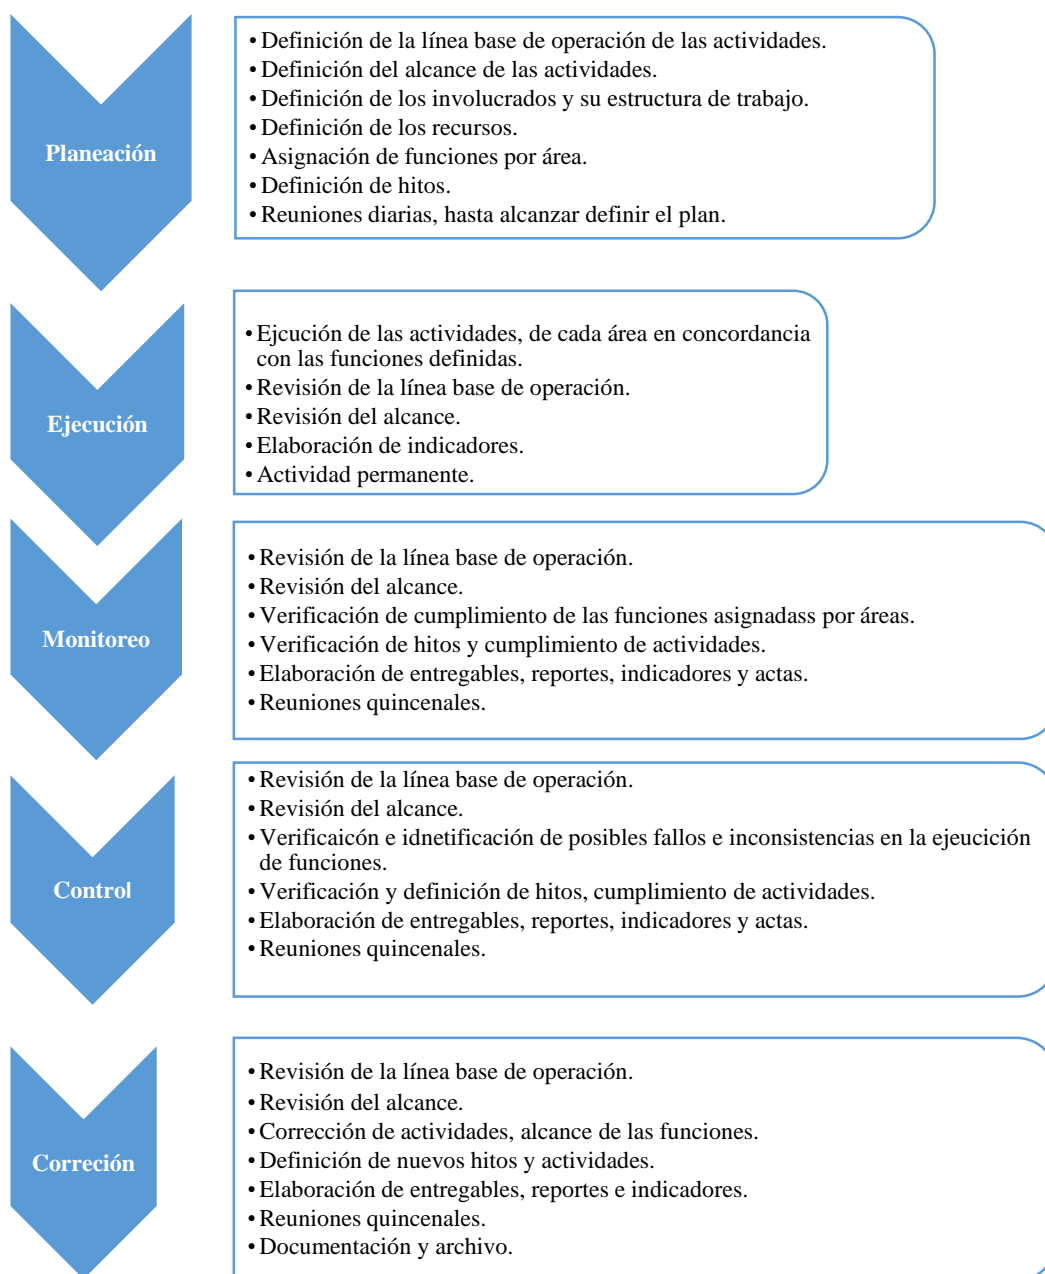 Planeación
• Definición de la línea base de operación de las actividades.
• Definición del alcance de las actividades.
• Definición de los involucrados y su estructura de trabajo.
• Definición de los recursos.
• Asignación de funciones por área.
• Definición de hitos.
• Reuniones diarias, hasta alcanzar definir el plan.
Ejecución
• Ejcución de las actividades, de cada área en concordancia
con las funciones definidas.
• Revisión de la línea base de operación.
• Revisión del alcance.
• Elaboración de indicadores.
• Actividad permanente.
Monitoreo
• Revisión de la línea base de operación.
• Revisión del alcance.
• Verificación de cumplimiento de las funciones asignadass por áreas.
• Verificación de hitos y cumplimiento de actividades.
• Elaboración de entregables, reportes, indicadores y actas.
• Reuniones quincenales.
Control
• Revisión de la línea base de operación.
• Revisión del alcance.
• Verificaicón e idnetificación de posibles fallos e inconsistencias en la ejeucición
de funciones.
• Verificación y definición de hitos, cumplimiento de actividades.
• Elaboración de entregables, reportes, indicadores y actas.
• Reuniones quincenales.
Correción
• Revisión de la línea base de operación.
• Revisión del alcance.
• Corrección de actividades, alcance de las funciones.
• Definición de nuevos hitos y actividades.
• Elaboración de entregables, reportes e indicadores.
• Reuniones quincenales.
• Documentación y archivo.